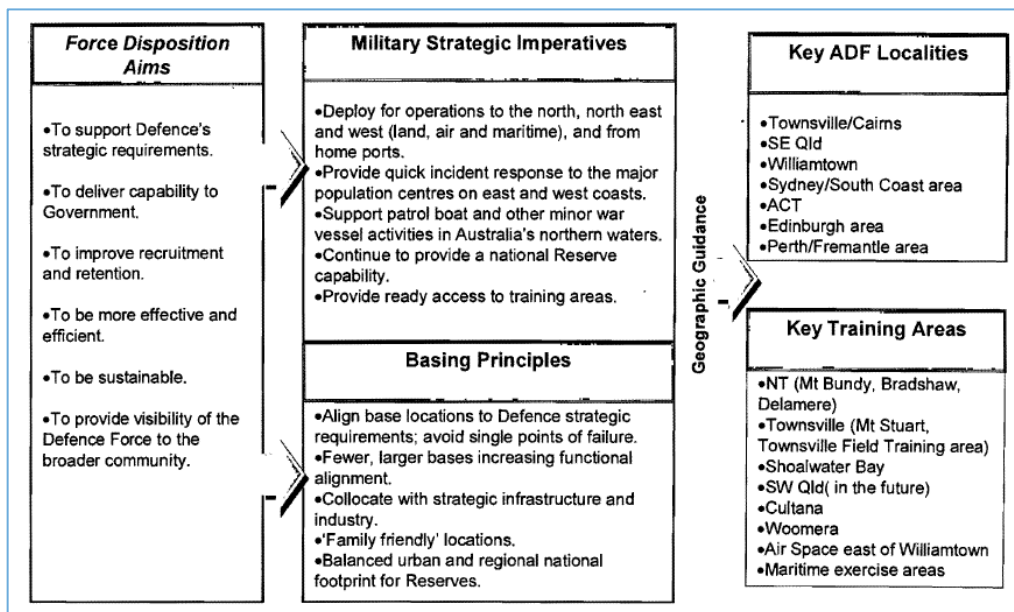 Force Disposition
Aims
•To support Defence's
strategic requirements.
•To deliver capability to
Government.
•To improve recruitment
and retention.
•To be more effective and
efficient.
•To be sustainable.
•To provide visibility of the
Defence Force to the
broader community.
Military Strategic Imperatives
•Deploy for operations to the north, north east
and west (land, air and maritime), and from
home ports.
•Provide quick incident response to the major
population centres on east and west coasts.
•Support patrol boat and other minor war
vessel activities in Australia's northern waters.
•Continue to provide a national Reserve
capability.
•Provide ready access to training areas.
Basing Principles
•Align base locations to Defence strategic
requirements; avoid single points of failure.
•Fewer, larger bases increasing functional
alignment.
•Collocate with strategic infrastructure and
industry.
•'Family friendly' locations.
•Balanced urban and regional national
footprint for Reserves.
Geographic Guidance
Key ADF Localities
•Townsville/Cairns
•SE Qld
•Williamtown
•Sydney/South Coast area
•ACT
•Edinburgh area
•Perth/Fremantle area
Key Training Areas
•NT (Mt Bundy, Bradshaw,
Delamere)
•Townsville (Mt Stuart,
Townsville Field Training area)
•Shoalwater Bay
•SW Qld( in the future)
•Cultana
•Woomera
•Air Space east of Williamtown
•Maritime exercise areas